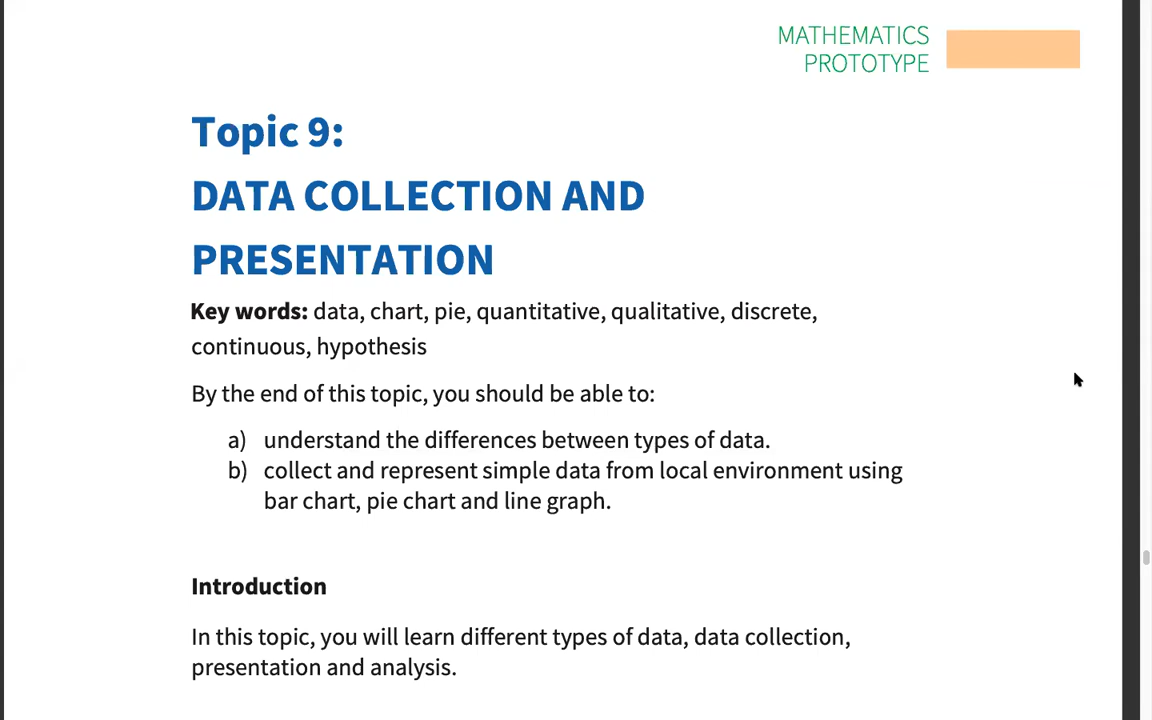 MATHEMATICS
PROTOTYPE
Topic 9:
DATA COLLECTION AND
PRESENTATION
Key words: data, chart, pie, quantitative, qualitative, discrete,
continuous, hypothesis
By the end of this topic, you should be able to:
a) understand the differences between types of data.
b) collect and represent simple data from local environment using
bar chart, pie chart and line graph.
Introduction
In this topic, you will learn different types of data, data collection,
presentation and analysis.